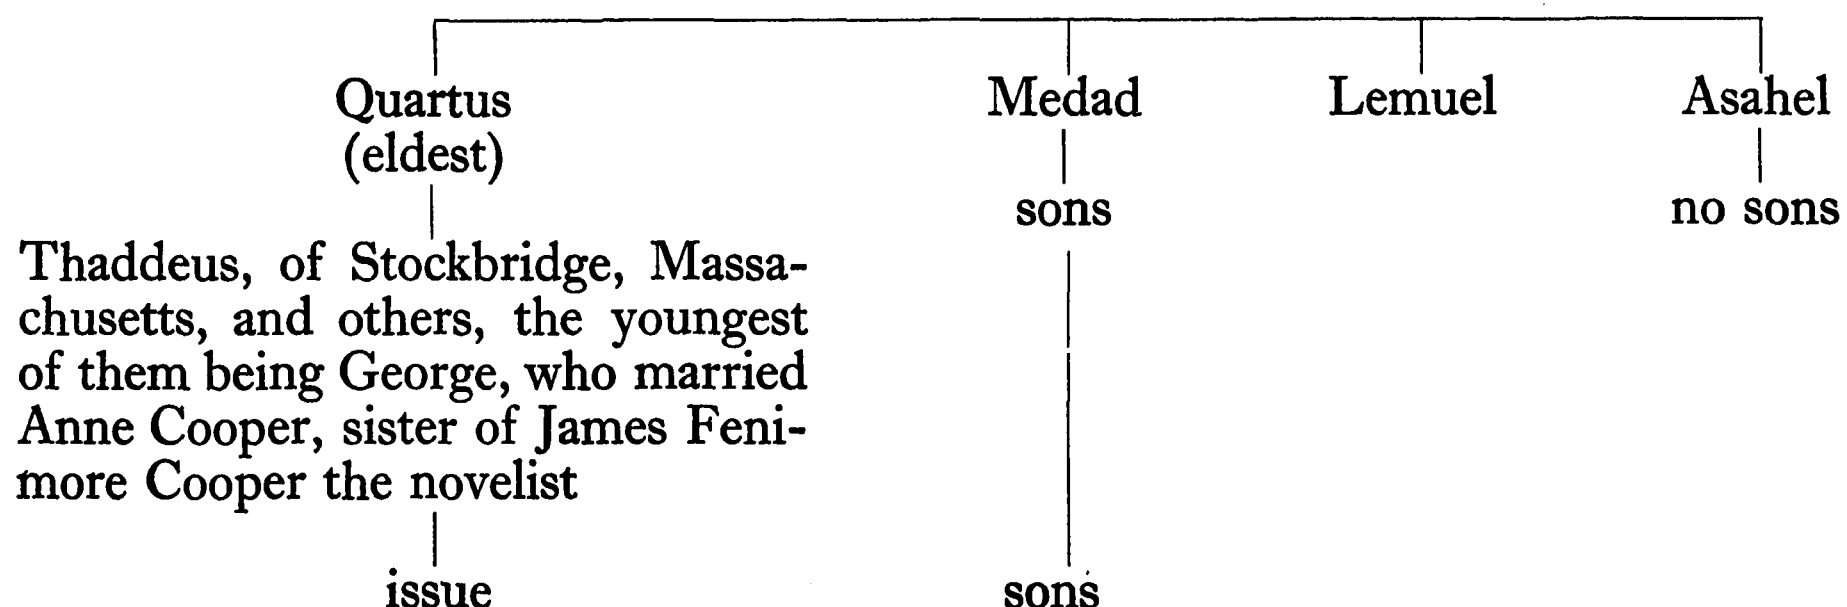 Quartus Medad Lemuel Asahel
(eldest)
sons no sons
Thaddeus, of Stockbridge, Massa-
chusetts, and others, the youngest
of them being George, who married
Anne Cooper, sister of James Feni-
more Cooper the novelist
issue sons